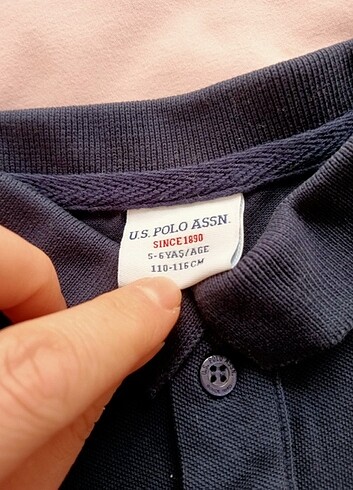 U.S. POLO ASSN.
SINCE 1890
5-6 YAŞ/AGE
110-116 CM